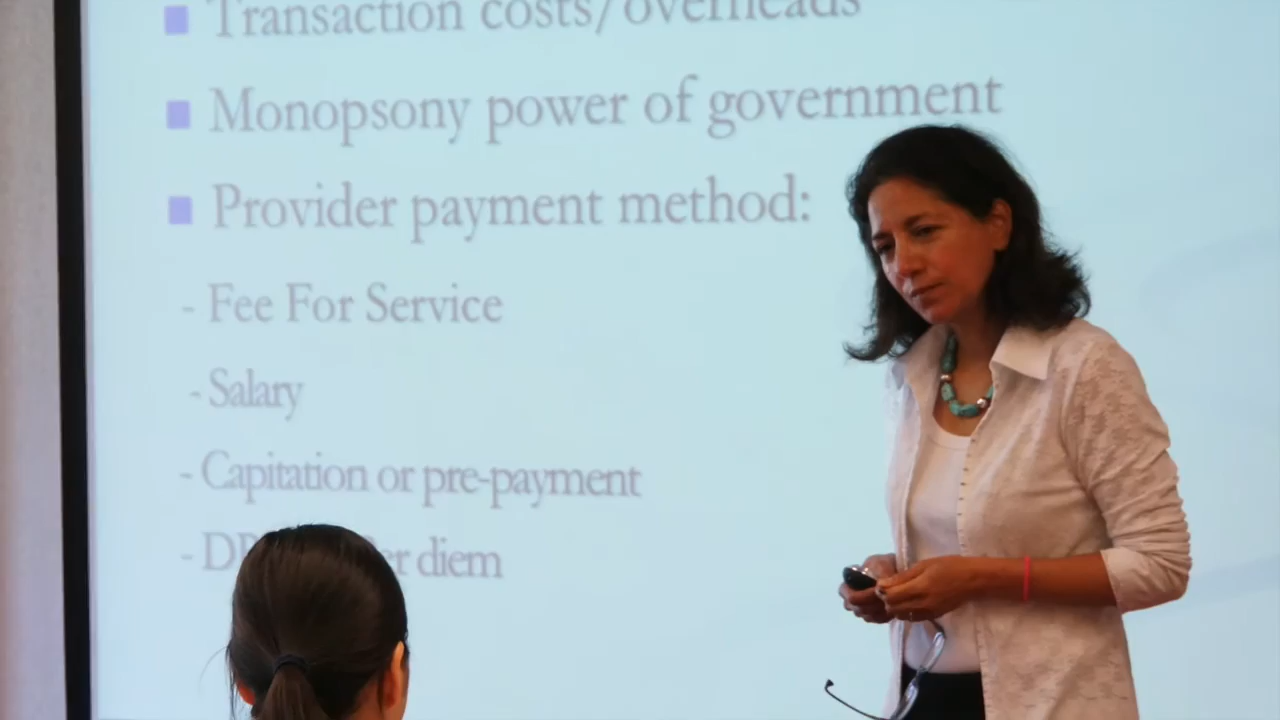 Transaction costs/overheads
Monopsony power of government
Provider payment method:
- Fee For Service
- Salary
- Capitation or pre-payment
- diem